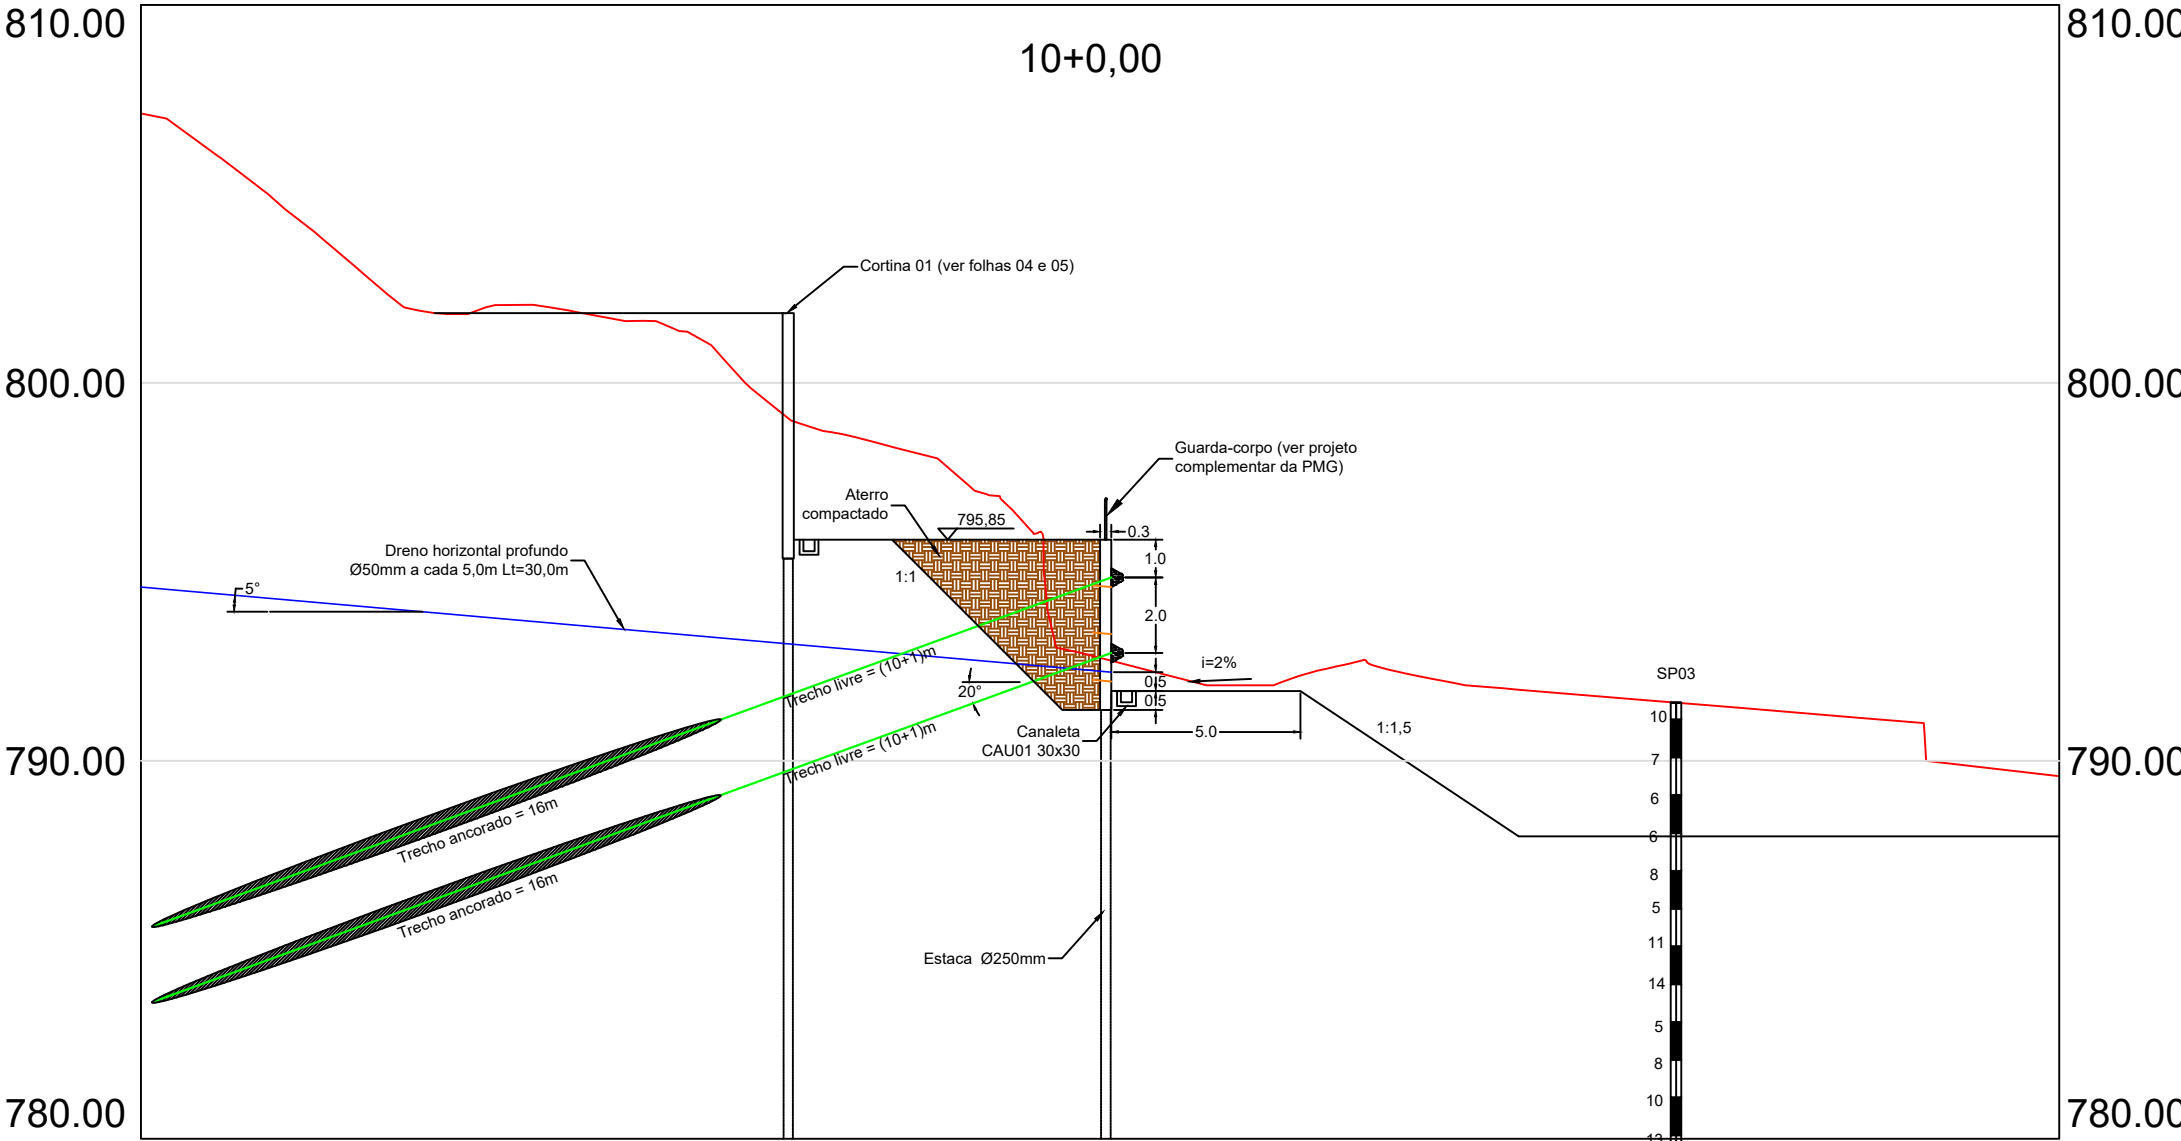 810.00
810.00
10+0,00
Cortina 01 (ver folhas 04 e 05)
800.00
800.00
Guarda-corpo (ver projeto
complementar da PMG)
Aterro
compactado
795,85
0.3
1.0
Dreno horizontal profundo
Ø50mm a cada 5,0m Lt=30,0m
5°
1:1
2.0
i=2%
Trecho livre = (10+1)m
20°
0.5
0.5
SP03
10
Canaleta
CAU01 30x30
5.0
1:1,5
Trecho livre = (10+1)m
790.00
790.00
7
6
Trecho ancorado = 16m
6
8
Trecho ancorado = 16m
5
11
Estaca Ø250mm
14
5
8
10
780.00
780.00
13